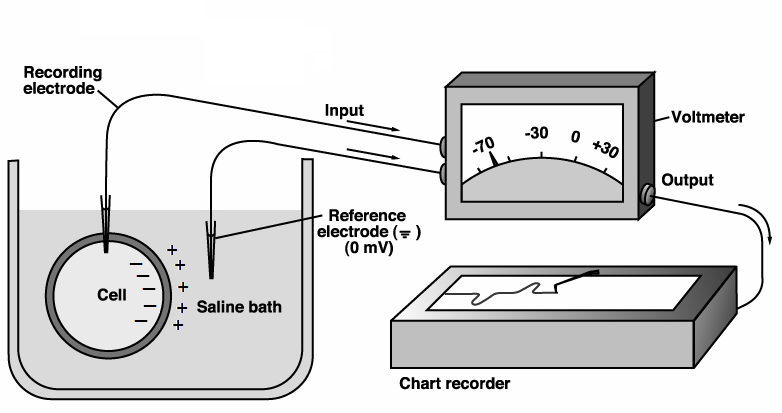 Recording
electrode
Input
-70
-30
0
+30
Voltmeter
Output
Reference
electrode (⏚)
(0 mV)
+
+
+
+
+
−
−
−
−
−
Cell
Saline bath
Chart recorder